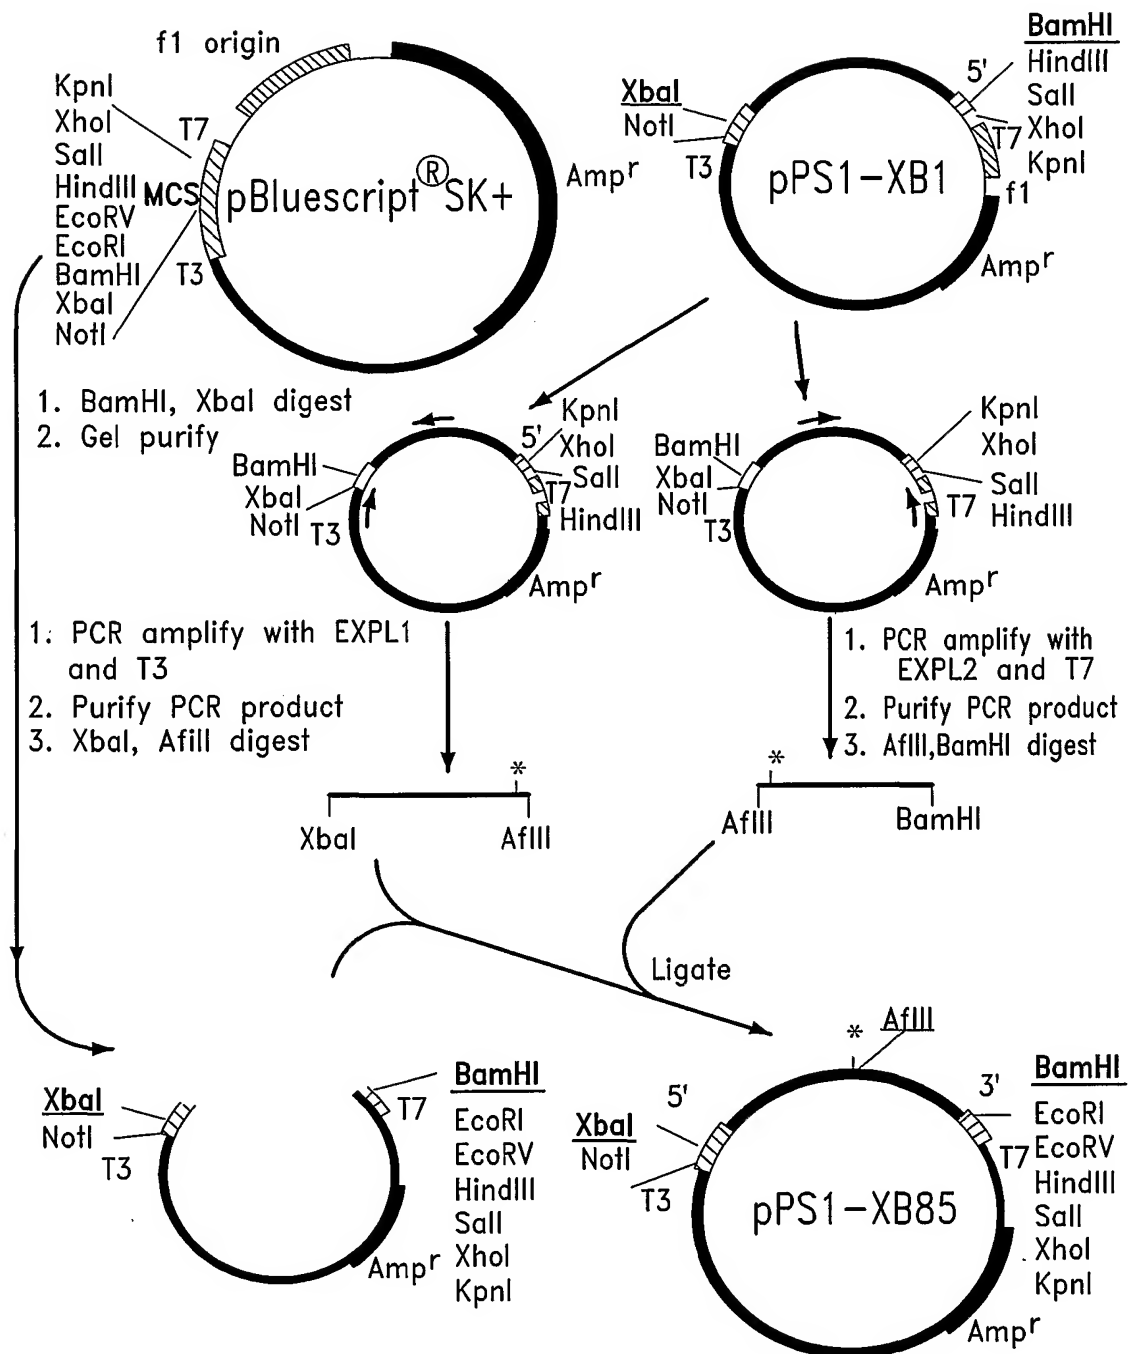 f1 origin
KpnI
XhoI
SalI
HindIII
EcoRV
EcoRI
BamHI
XbaI
NotI
T7
MCS
T3
pBluescript®SK+
Ampr
XbaI
NotI
T3
pPS1-XB1
5'
BamHI
HindIII
SalI
XhoI
KpnI
T7
f1
Ampr
1. BamHI, XbaI digest
2. Gel purify
BamHI
XbaI
NotI
T3
5'
KpnI
XhoI
SalI
T7
HindIII
Ampr
BamHI
XbaI
NotI
T3
KpnI
XhoI
SalI
T7
HindIII
Ampr
1. PCR amplify with EXPL1
and T3
2. Purify PCR product
3. XbaI, AfIII digest
1. PCR amplify with
EXPL2 and T7
2. Purify PCR product
3. AfIII,BamHI digest
*
XbaI
AfIII
*
AfIII
BamHI
Ligate
XbaI
NotI
T3
T7
BamHI
EcoRI
EcoRV
HindIII
SalI
XhoI
KpnI
Ampr
* AfIII
5'
XbaI
NotI
T3
pPS1-XB85
3'
T7
BamHI
EcoRI
EcoRV
HindIII
SalI
XhoI
KpnI
Ampr